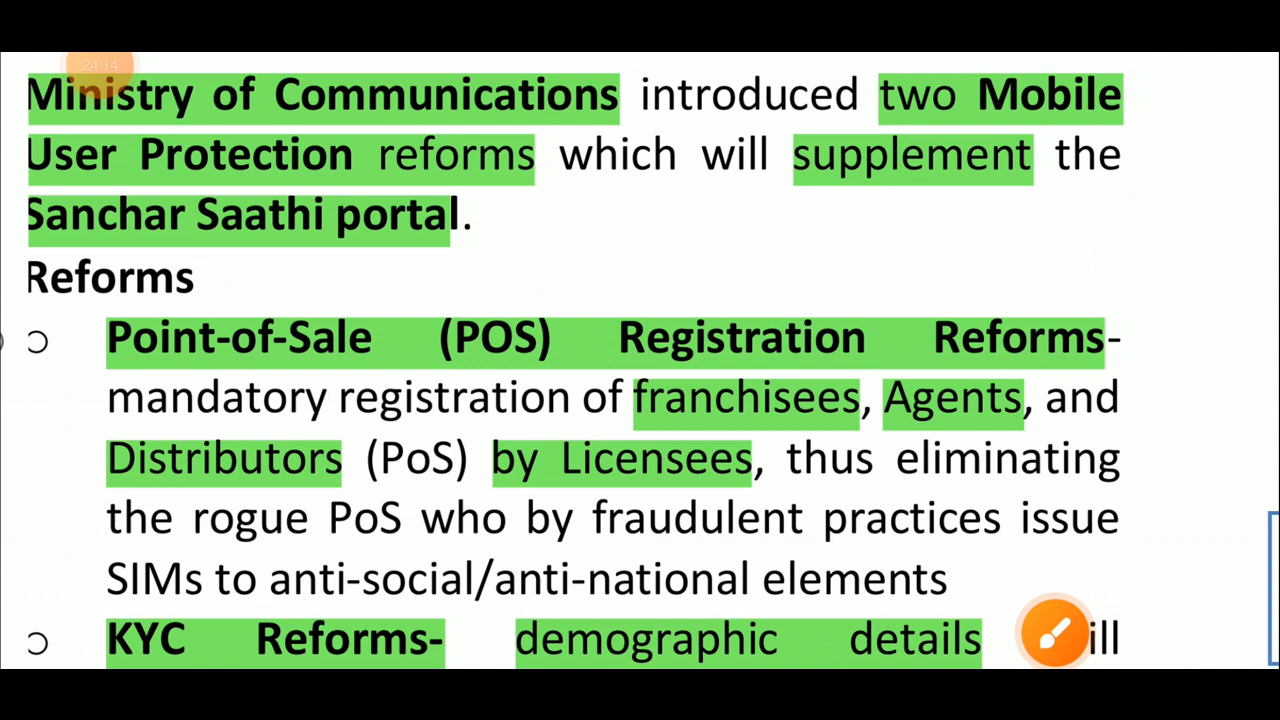 24:14
Ministry of Communications introduced two Mobile
User Protection reforms which will supplement the
Sanchar Saathi portal.
Reforms
Point-of-Sale (POS) Registration Reforms-
mandatory registration of franchisees, Agents, and
Distributors (PoS) by Licensees, thus eliminating
the rogue PoS who by fraudulent practices issue
SIMs to anti-social/anti-national elements
KYC Reforms- demographic details